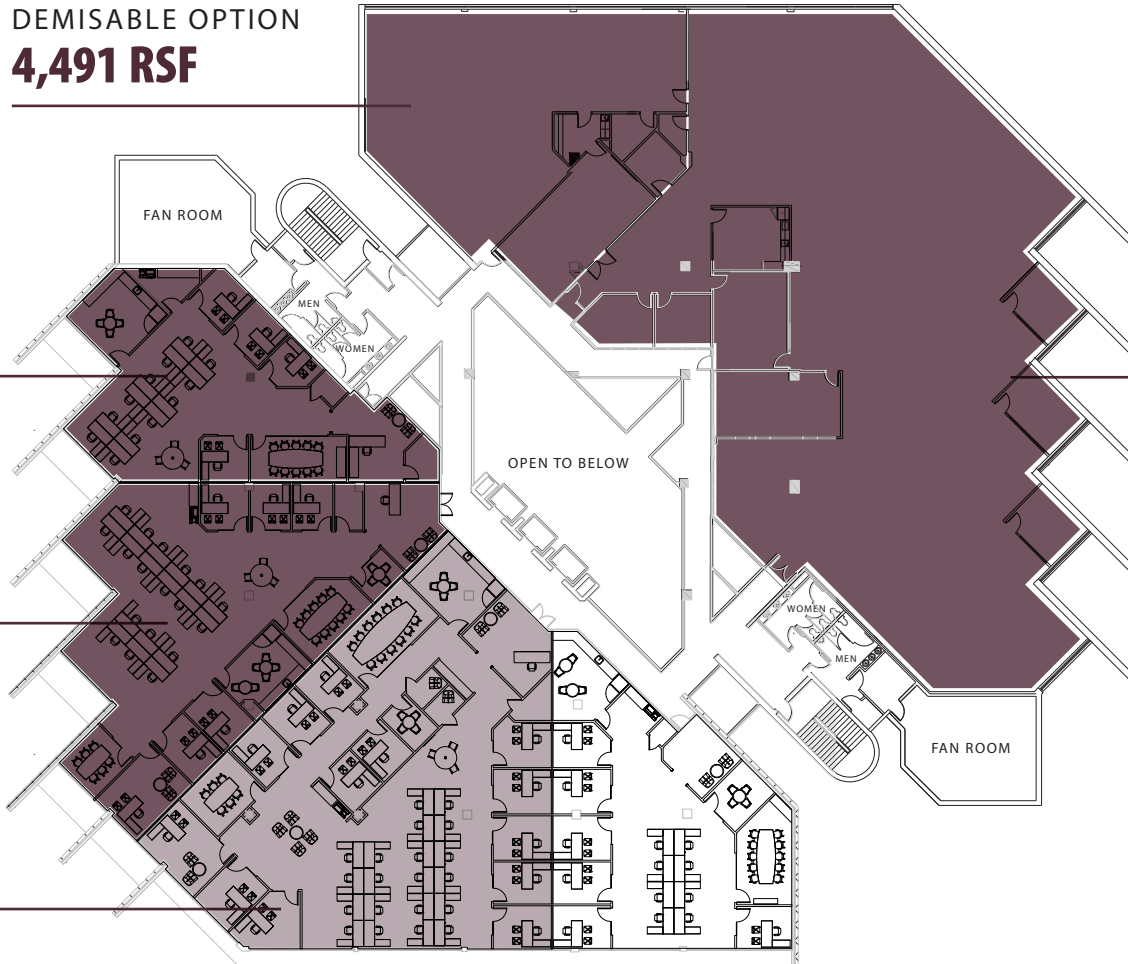 DEMISABLE OPTION
4,491 RSF
FAN ROOM
MEN
WOMEN
OPEN TO BELOW
WOMEN
MEN
FAN ROOM